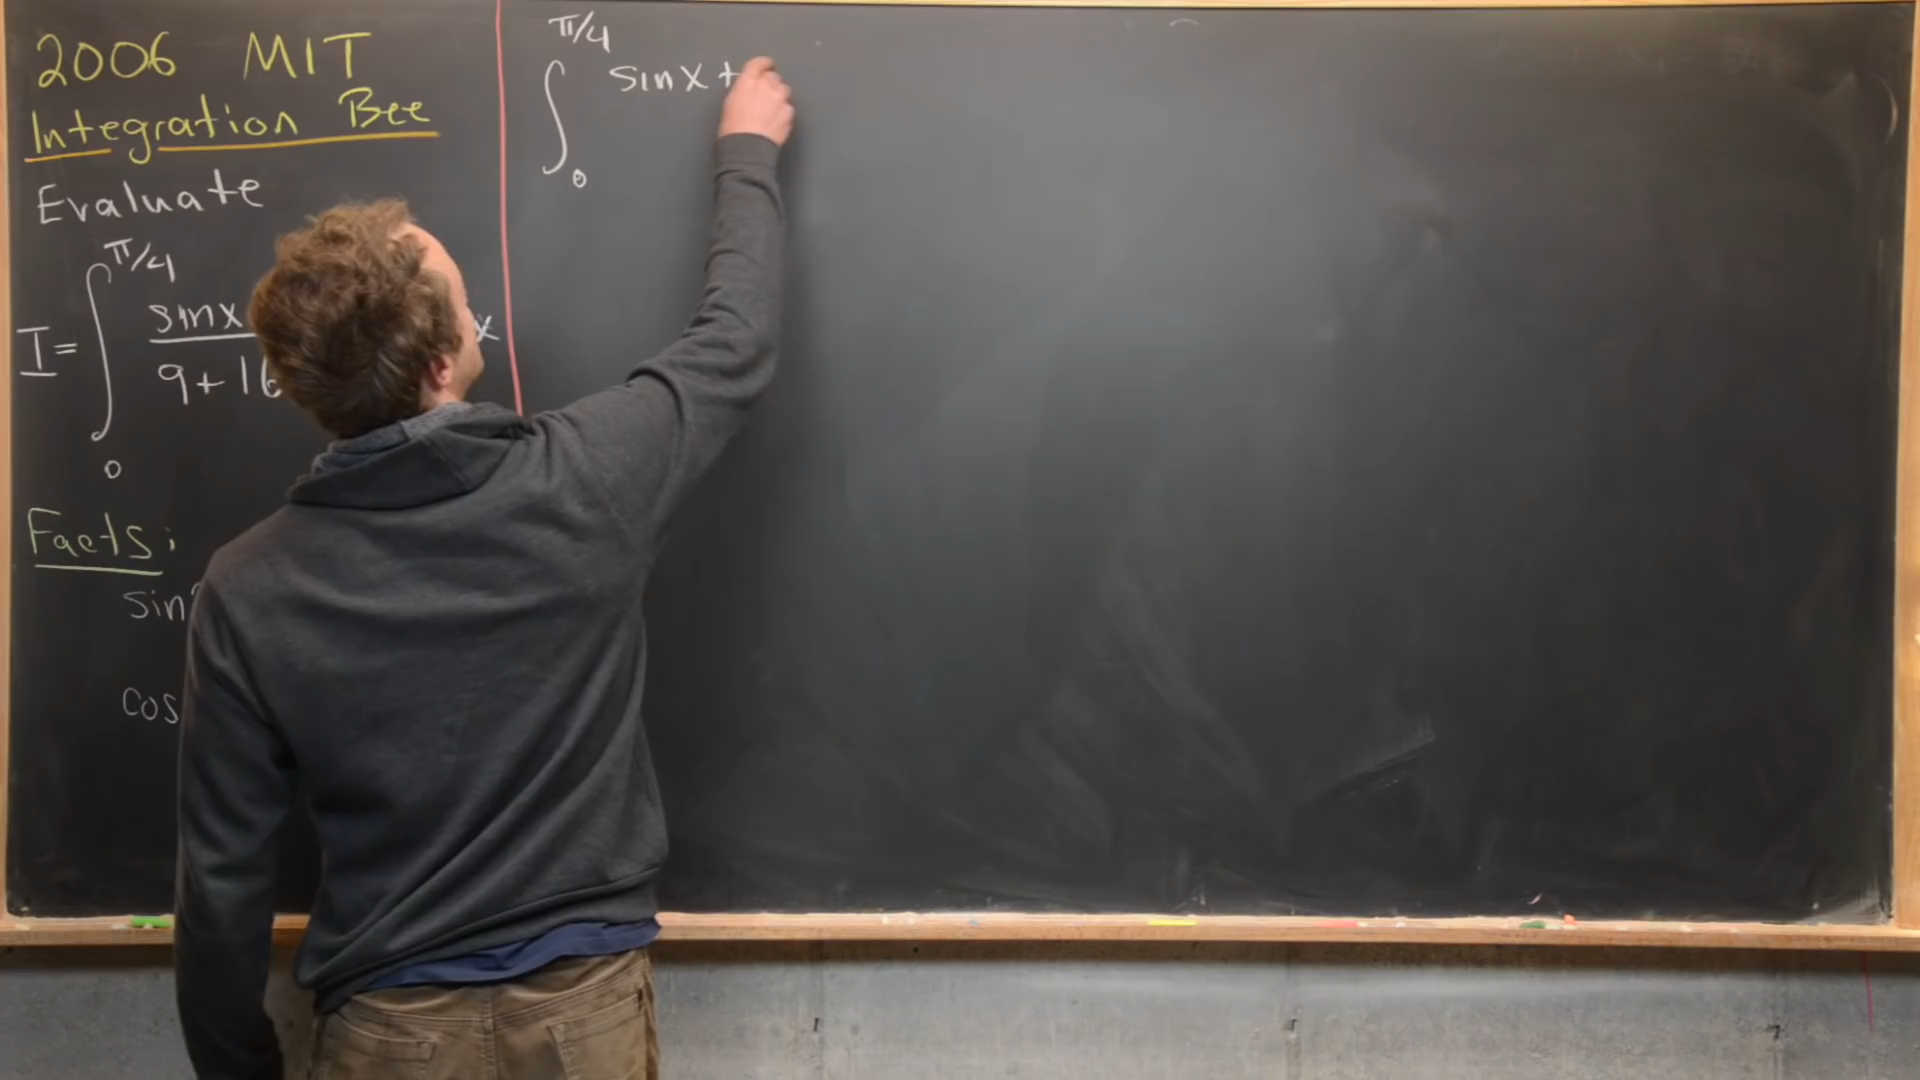 2006 MIT
Integration Bee
Evaluate
π/4
I= ∫ sinx x
9+16
0
Facts:
sin
cos
π/4
∫ sinx+
0